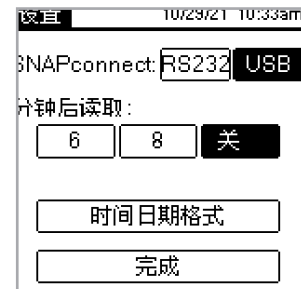 设置 10/29/21 10:33am
SNAPconnect: RS232 USB
分钟后读取:
6 8 关
时间日期格式
完成